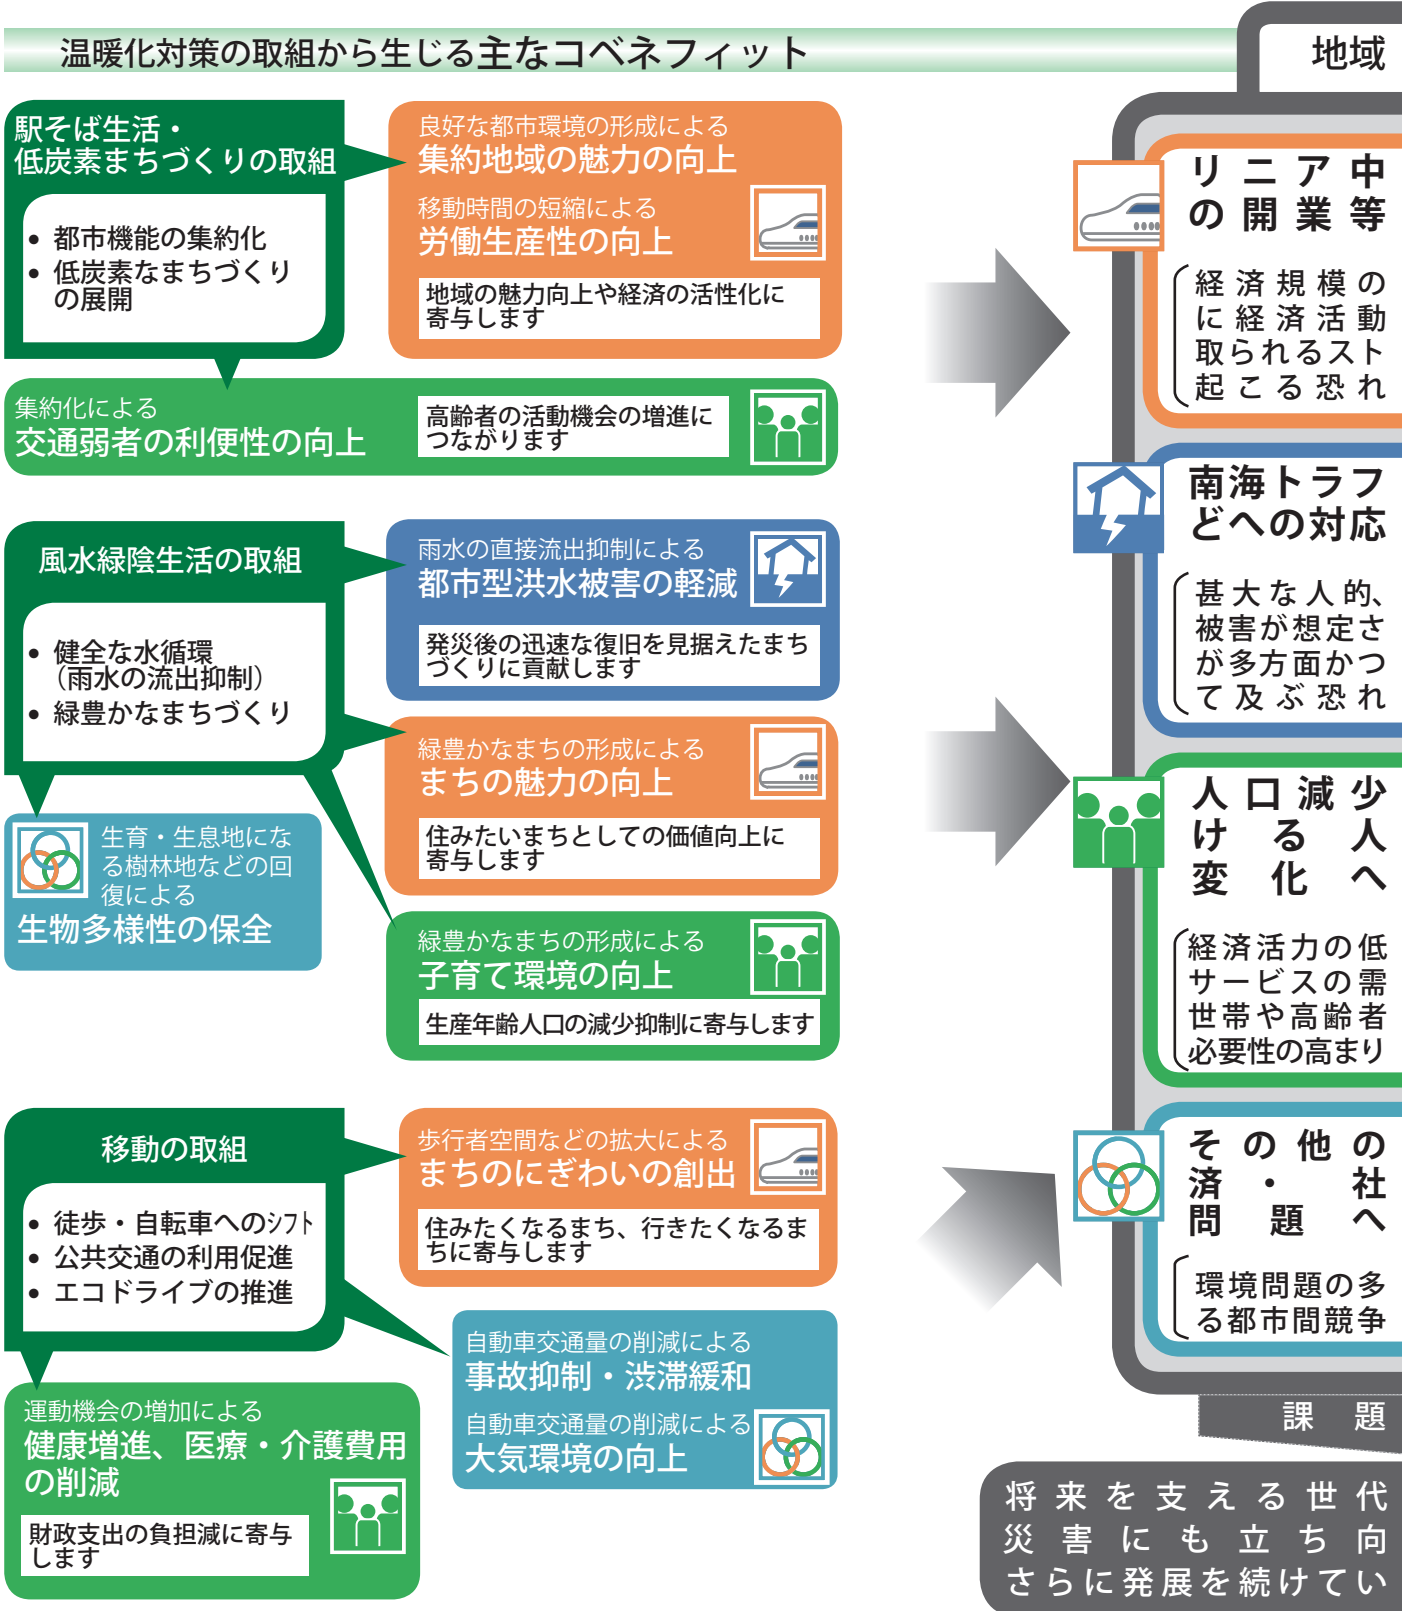 温暖化対策の取組から生じる主なコベネフィット
地域
駅そば生活・
低炭素まちづくりの取組
• 都市機能の集約化
• 低炭素なまちづくり
の展開
良好な都市環境の形成による
集約地域の魅力の向上
移動時間の短縮による
労働生産性の向上
地域の魅力向上や経済の活性化に
寄与します
集約化による
交通弱者の利便性の向上
高齢者の活動機会の増進に
つながります
風水緑陰生活の取組
• 健全な水循環
（雨水の流出抑制）
• 緑豊かなまちづくり
雨水の直接流出抑制による
都市型洪水被害の軽減
発災後の迅速な復旧を見据えたまち
づくりに貢献します
緑豊かなまちの形成による
まちの魅力の向上
住みたいまちとしての価値向上に
寄与します
生育・生息地にな
る樹林地などの回
復による
生物多様性の保全
緑豊かなまちの形成による
子育て環境の向上
生産年齢人口の減少抑制に寄与します
移動の取組
• 徒歩・自転車へのｼﾌﾄ
• 公共交通の利用促進
• エコドライブの推進
歩行者空間などの拡大による
まちのにぎわいの創出
住みたくなるまち、行きたくなるま
ちに寄与します
自動車交通量の削減による
事故抑制・渋滞緩和
自動車交通量の削減による
大気環境の向上
運動機会の増加による
健康増進、医療・介護費用
の削減
財政支出の負担減に寄与
します
リニア中
の開業等
経済規模の
に経済活動
取られるスト
起こる恐れ
南海トラフ
どへの対応
甚大な人的、
被害が想定さ
が多方面かつ
て及ぶ恐れ
人口減少
ける人
変化へ
経済活力の低
サービスの需
世帯や高齢者
必要性の高まり
その他の
済・社
問題へ
環境問題の多
る都市間競争
課題
将来を支える世代
災害にも立ち向
さらに発展を続けてい